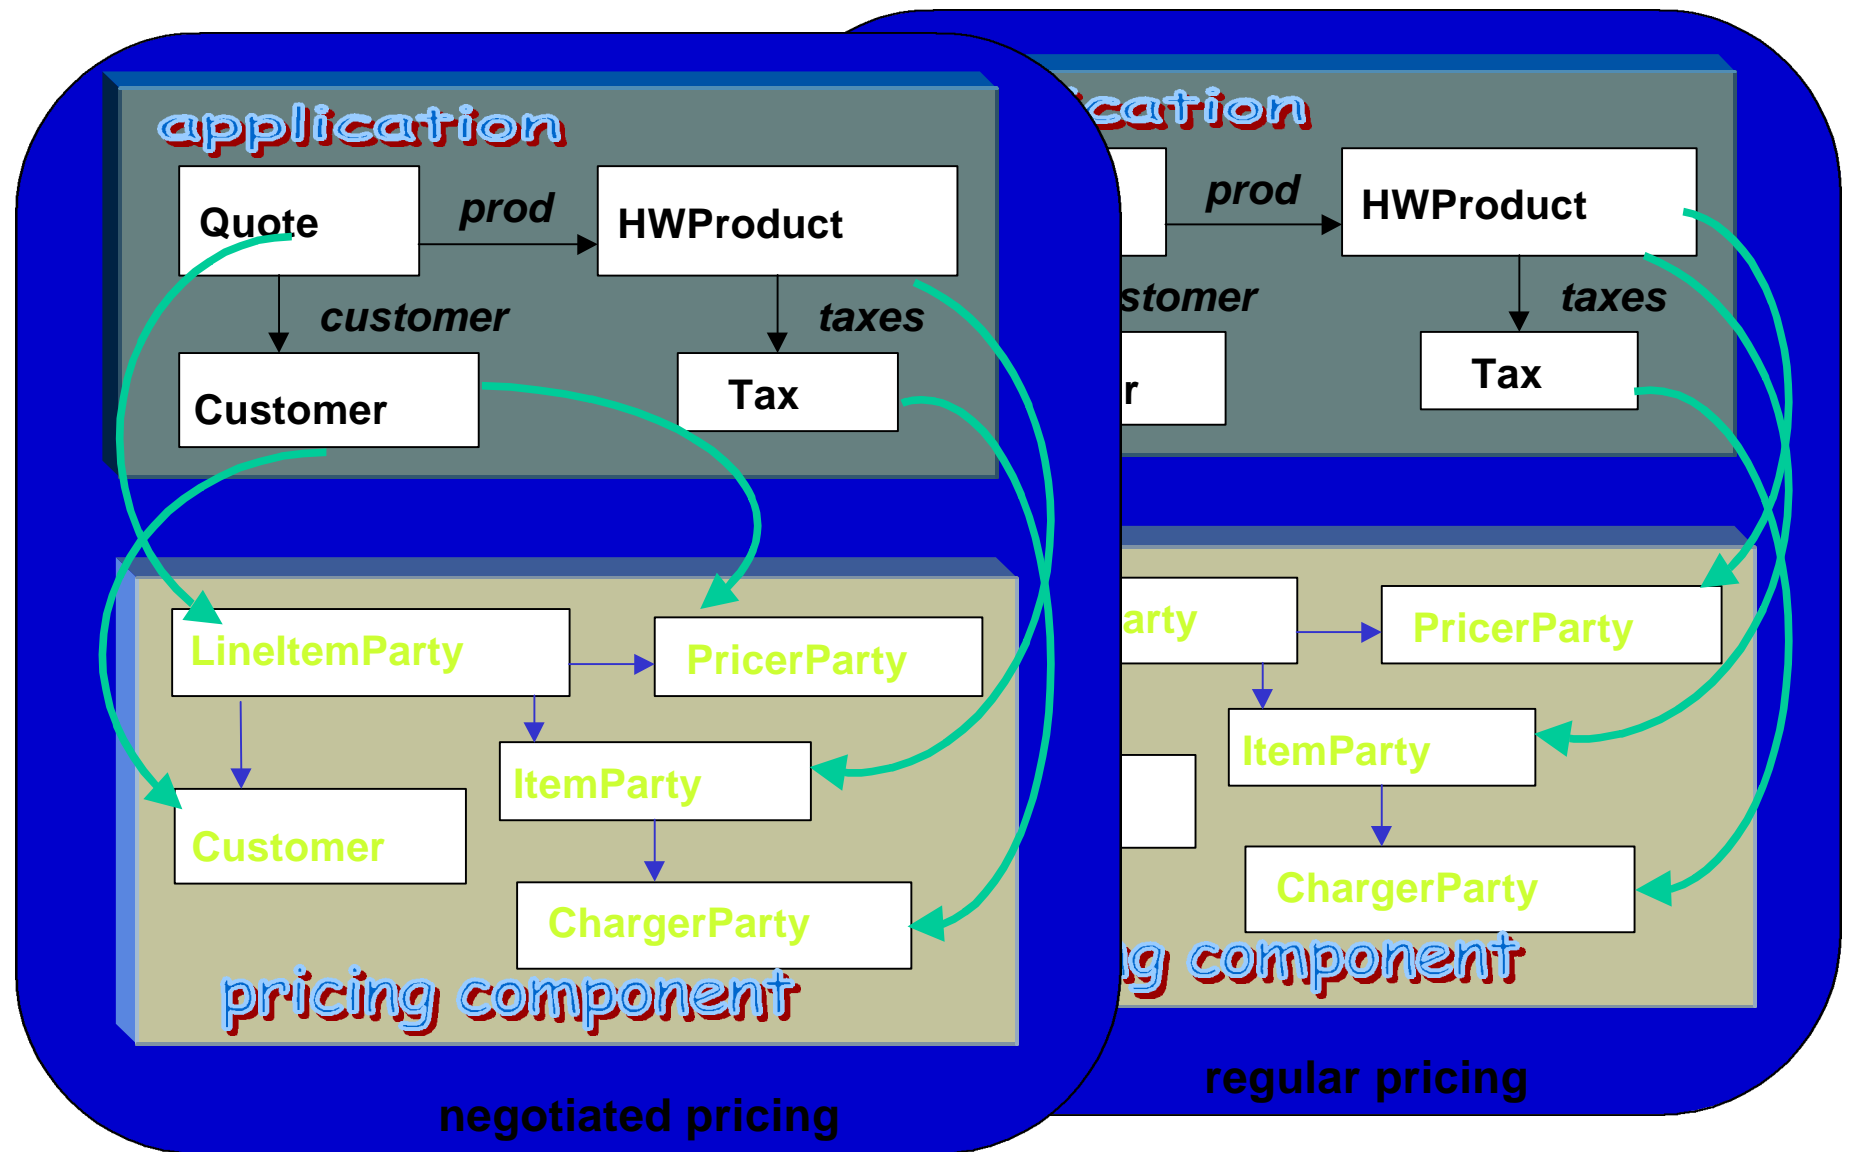 application
Quote
prod
HWProduct
customer
taxes
Customer
Tax
LineItemParty
PricerParty
ItemParty
Customer
ChargerParty
pricing component
negotiated pricing
cation
prod
HWProduct
stomer
taxes
r
Tax
arty
PricerParty
ItemParty
ChargerParty
g component
regular pricing